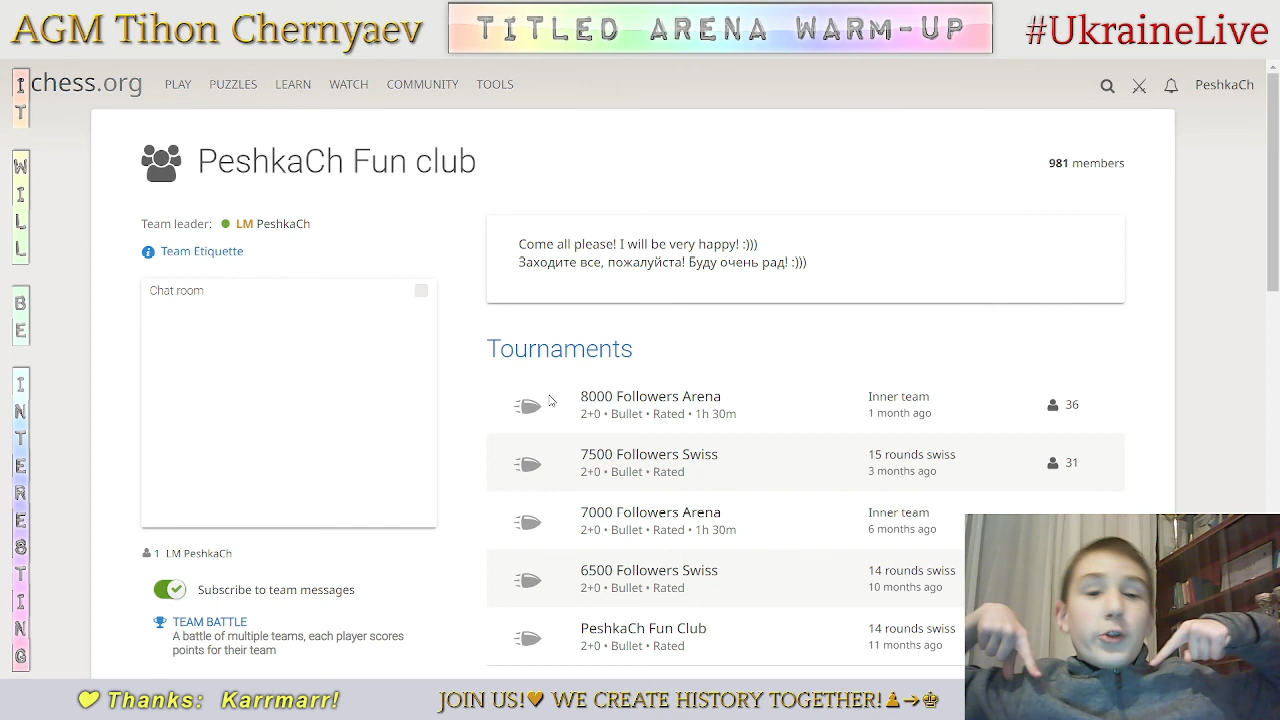 AGM Tihon Chernyaev
TITLED ARENA WARM-UP
#UkraineLive
IT WILL BE INTERESTING
chess.org
PLAY PUZZLES LEARN WATCH COMMUNITY TOOLS
PeshkaCh
PeshkaCh Fun club
981 members
Team leader: LM PeshkaCh
Team Etiquette
Chat room
1 LM PeshkaCh
Subscribe to team messages
TEAM BATTLE
A battle of multiple teams, each player scores
points for their team
Come all please! I will be very happy! :)))
Заходите все, пожалуйста! Буду очень рад! :)))
Tournaments
8000 Followers Arena Inner team
2+0 • Bullet • Rated • 1h 30m 1 month ago 36
7500 Followers Swiss 15 rounds swiss
2+0 • Bullet • Rated 3 months ago 31
7000 Followers Arena Inner team
2+0 • Bullet • Rated • 1h 30m 6 months ago
6500 Followers Swiss 14 rounds swiss
2+0 • Bullet • Rated 10 months ago
PeshkaCh Fun Club 14 rounds swiss
2+0 • Bullet • Rated 11 months ago
Thanks: Karrmarr!
JOIN US!♥ WE CREATE HISTORY TOGETHER!♟→♚